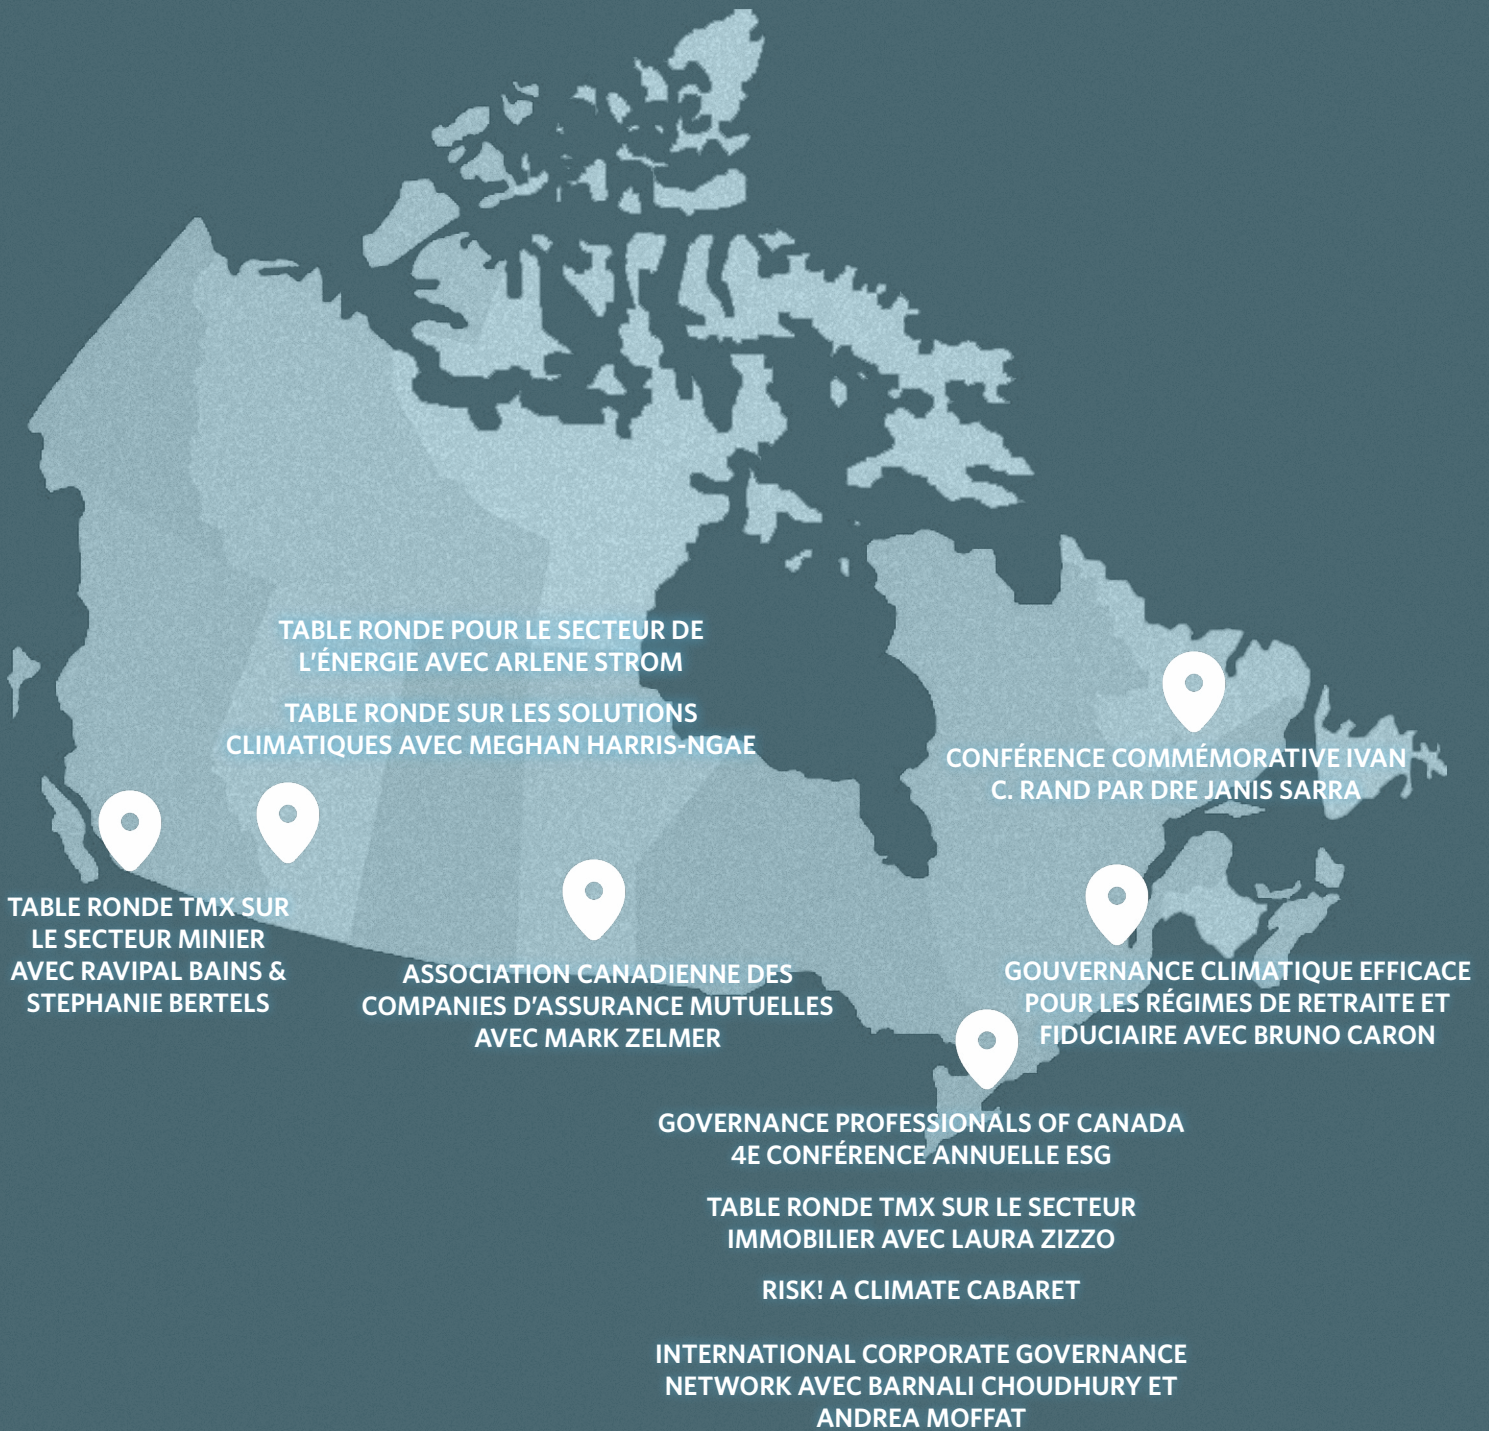 TABLE RONDE POUR LE SECTEUR DE
L'ÉNERGIE AVEC ARLENE STROM
TABLE RONDE SUR LES SOLUTIONS
CLIMATIQUES AVEC MEGHAN HARRIS-NGAE
CONFÉRENCE COMMÉMORATIVE IVAN
C. RAND PAR DRE JANIS SARRA
TABLE RONDE TMX SUR
LE SECTEUR MINIER
AVEC RAVIPAL BAINS &
STEPHANIE BERTELS
ASSOCIATION CANADIENNE DES
COMPANIES D'ASSURANCE MUTUELLES
AVEC MARK ZELMER
GOUVERNANCE CLIMATIQUE EFFICACE
POUR LES RÉGIMES DE RETRAITE ET
FIDUCIAIRE AVEC BRUNO CARON
GOVERNANCE PROFESSIONALS OF CANADA
4E CONFÉRENCE ANNUELLE ESG
TABLE RONDE TMX SUR LE SECTEUR
IMMOBILIER AVEC LAURA ZIZZO
RISK! A CLIMATE CABARET
INTERNATIONAL CORPORATE GOVERNANCE
NETWORK AVEC BARNALI CHOUDHURY ET
ANDREA MOFFAT